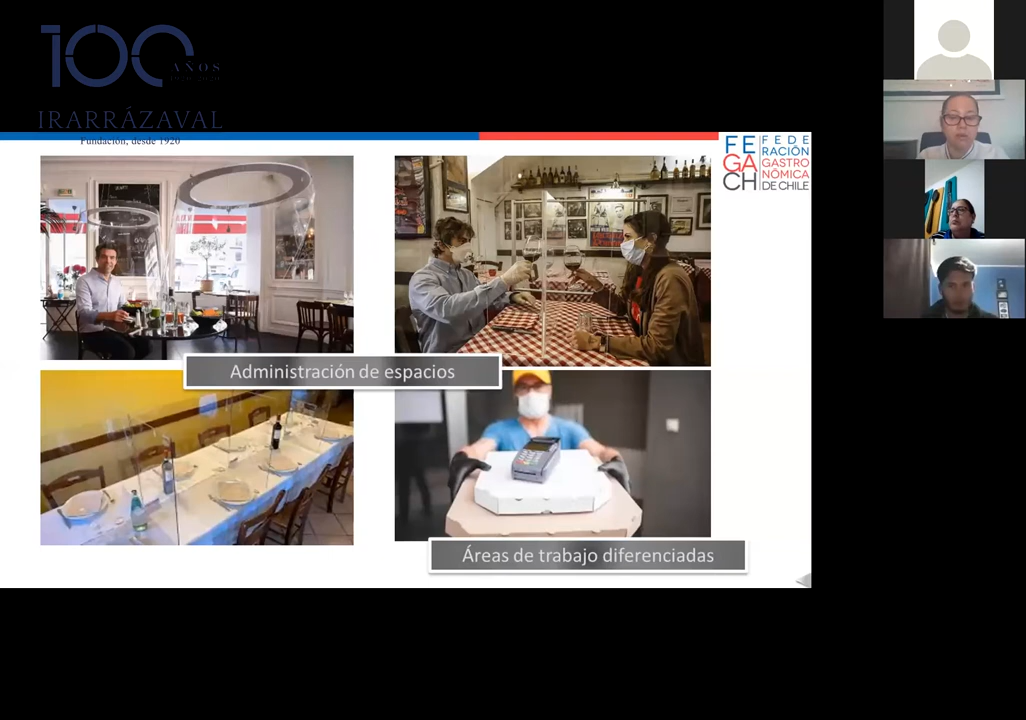 100
AÑOS
IRARRÁZAVAL
Fundación, desde 1920
FE
GA
CH
FEDE
RACIÓN
GASTRO
NÓMICA
DE CHILE
Administración de espacios
Áreas de trabajo diferenciadas